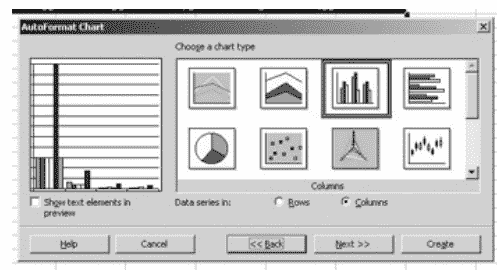 AutoFormat Chart
Choose a chart type
Columns
Show text elements in
preview
Data series in:
Rows
Columns
Help
Cancel
<< Back
Next >>
Create